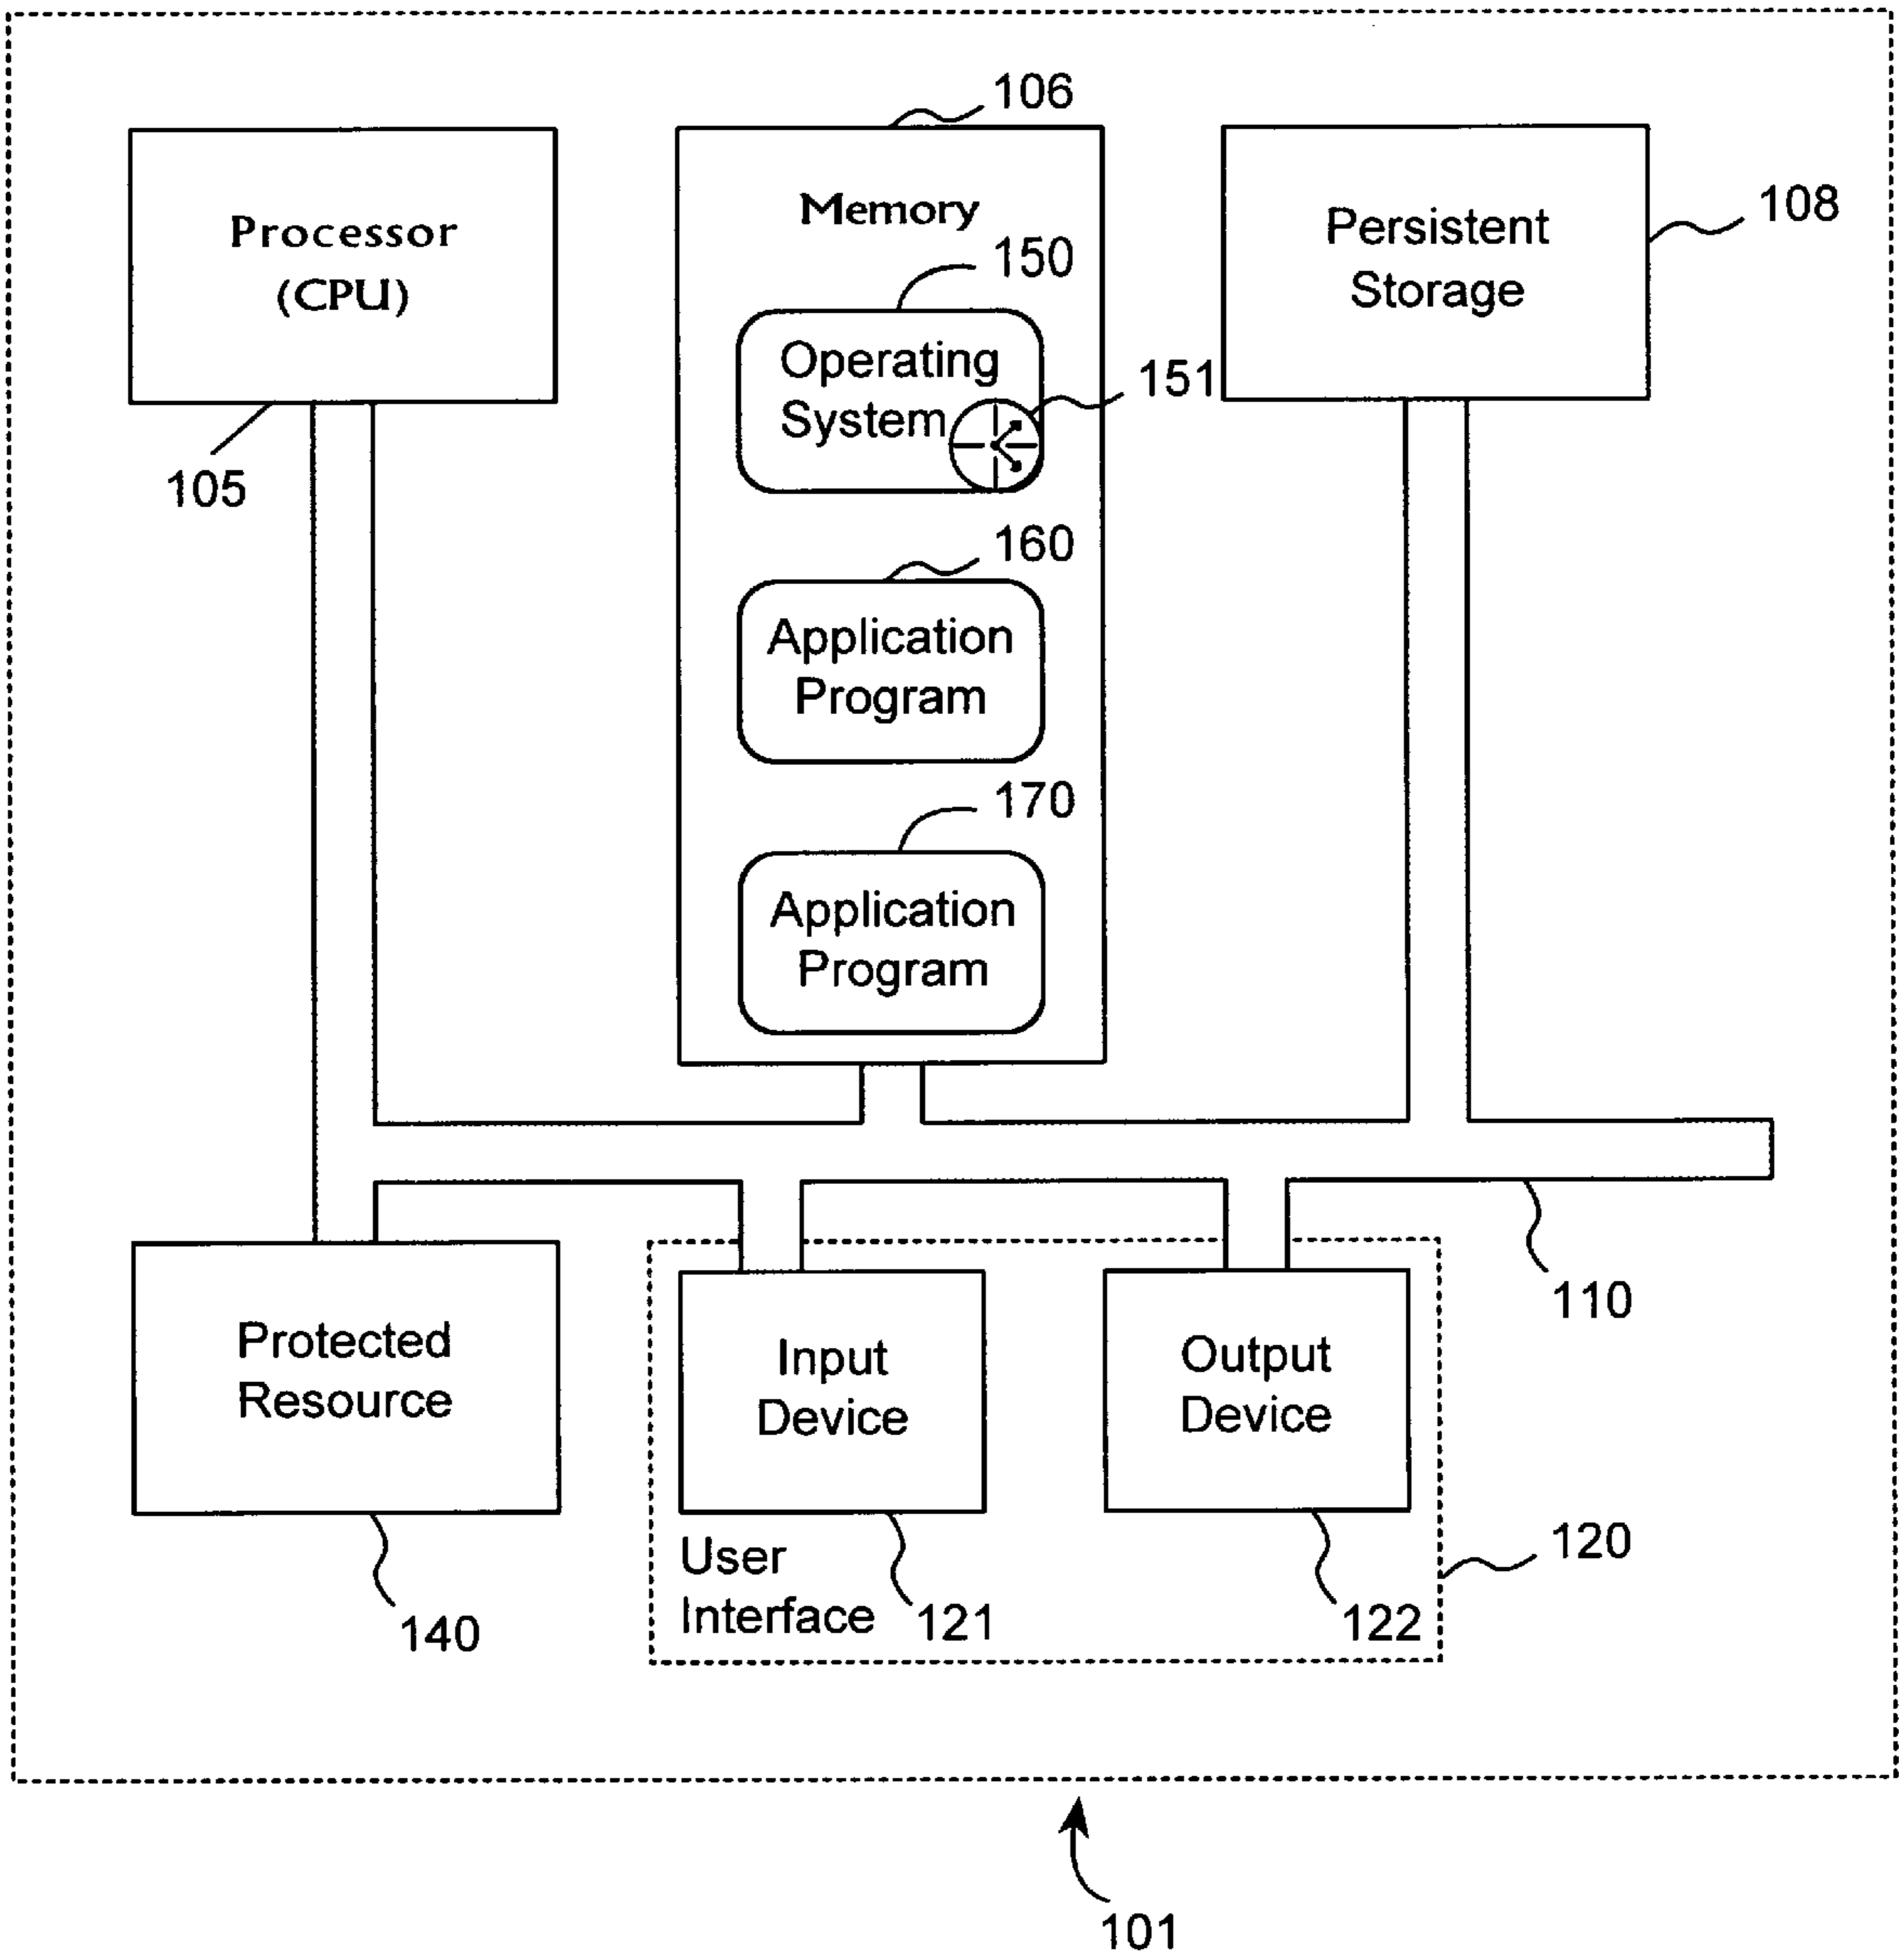 106
Processor
(CPU)
105
Memory
150
Operating
System
151
160
Application
Program
170
Application
Program
Persistent
Storage
108
110
Protected
Resource
140
Input
Device
121
Output
Device
122
User
Interface
120
101